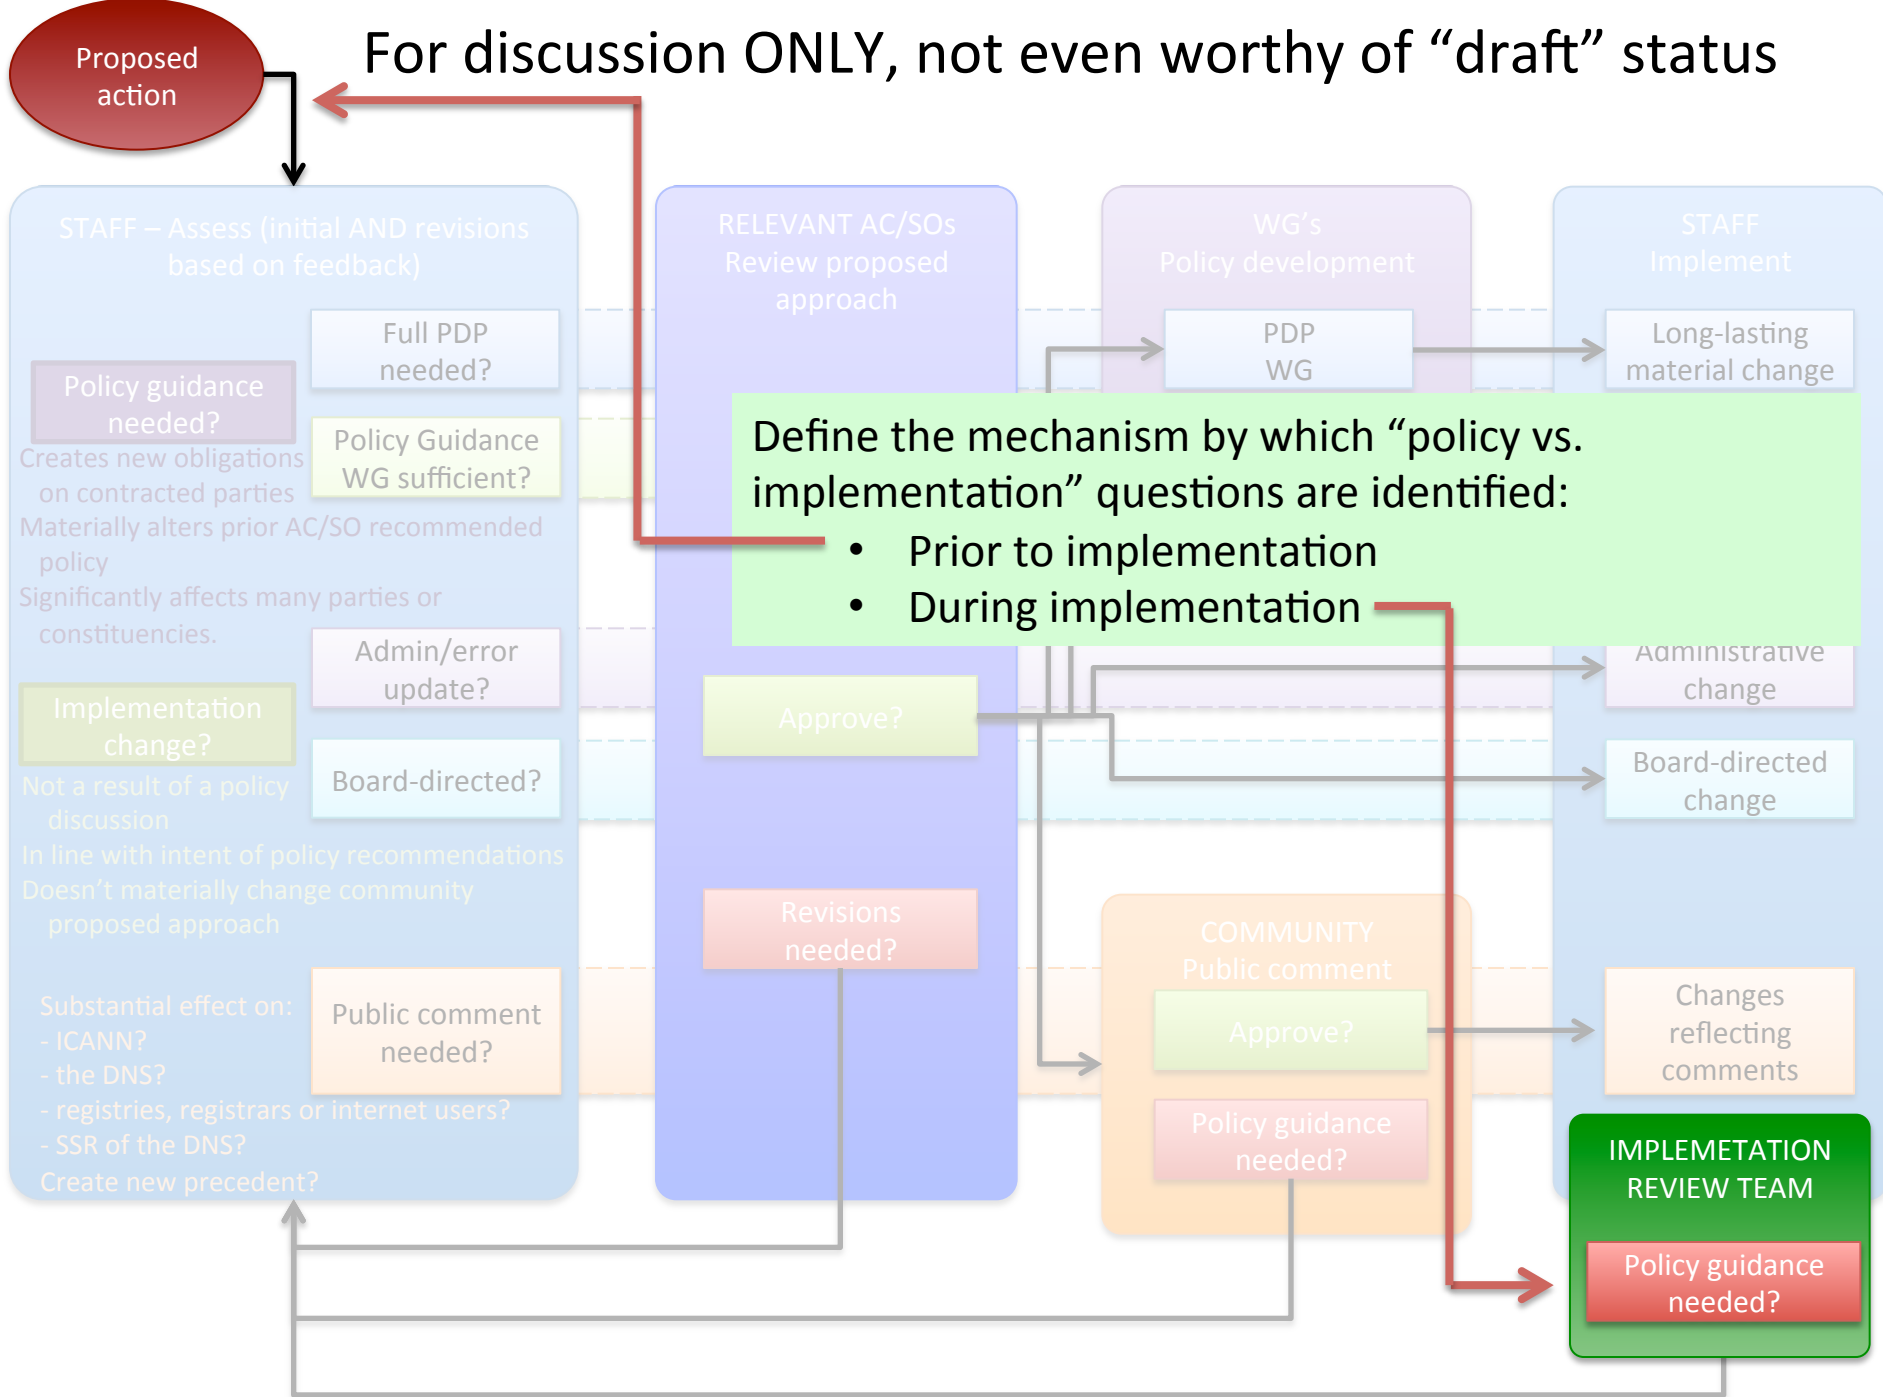 Proposed
action
For discussion ONLY, not even worthy of “draft” status
STAFF – Assess (initial AND revisions
based on feedback)
Full PDP
needed?
Policy guidance
needed?
Creates new obligations
on contracted parties
Materially alters prior AC/SO recommended
policy
Significantly affects many parties or
constituencies.
Policy Guidance
WG sufficient?
Admin/error
update?
Implementation
change?
Not a result of a policy
discussion
In line with intent of policy recommendations
Doesn’t materially change community
proposed approach
Board-directed?
Substantial effect on:
- ICANN?
- the DNS?
- registries, registrars or internet users?
- SSR of the DNS?
Create new precedent?
Public comment
needed?
RELEVANT AC/SOs
Review proposed
approach
Approve?
Revisions
needed?
WG’s
Policy development
PDP
WG
Define the mechanism by which “policy vs.
implementation” questions are identified:
• Prior to implementation
• During implementation
COMMUNITY
Public comment
Approve?
Policy guidance
needed?
STAFF
Implement
Long-lasting
material change
Administrative
change
Board-directed
change
Changes
reflecting
comments
IMPLEMETATION
REVIEW TEAM
Policy guidance
needed?